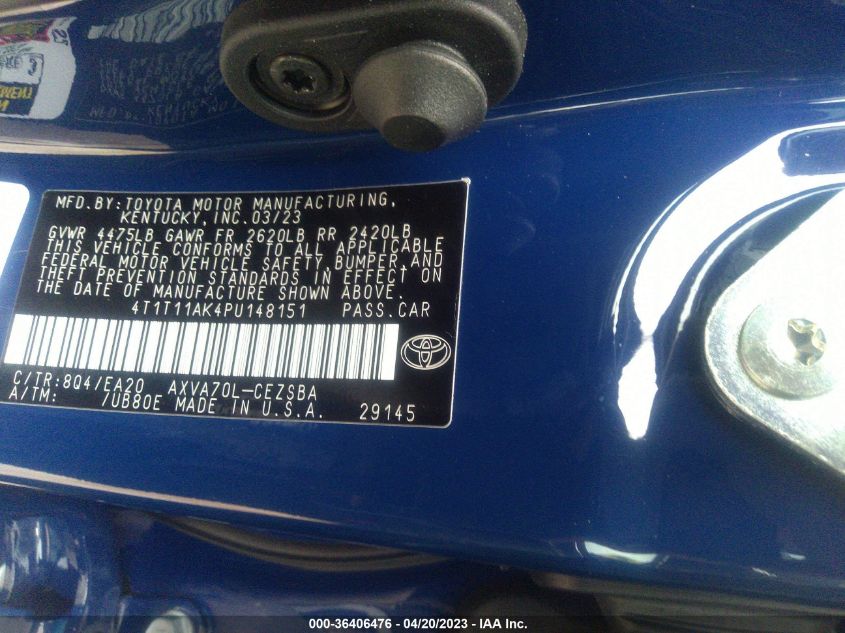 MFD.BY:TOYOTA MOTOR MANUFACTURING,
KENTUCKY, INC.03/23
GVWR 4475LB GAWR FR 2620LB RR 2420LB
THIS VEHICLE CONFORMS TO ALL APPLICABLE
FEDERAL MOTOR VEHICLE SAFETY, BUMPER,AND
THEFT PREVENTION STANDARDS IN EFFECT ON
THE DATE OF MANUFACTURE SHOWN ABOVE.
4T1T11AK4PU148151 PASS.CAR
C/TR:8Q4/EA20 AXVA70L-CEZSBA
A/TM: /UB80E MADE IN U.S.A. 29145
000-36406476 - 04/20/2023 - IAA Inc.